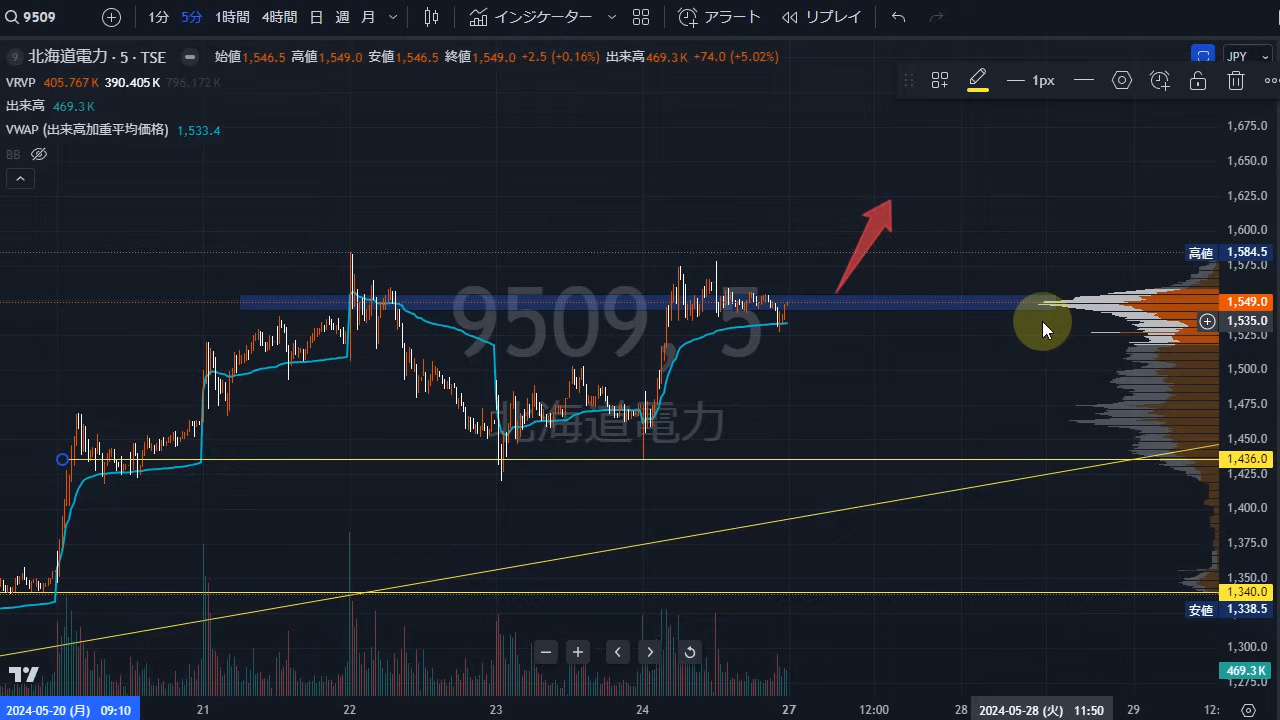 9509 1分 5分 1時間 4時間 日 週 月 インジケーター アラート リプレイ
9 北海道電力 · 5 · TSE 始値1,546.5 高値1,549.0 安値1,546.5 終値1,549.0 +2.5 (+0.16%) 出来高469.3K +74.0 (+5.02%) JPY
VRVP 405.767K 390.405K 796.172K 1px
出来高 469.3K
VWAP (出来高加重平均価格) 1,533.4
BB
1,675.0
1,650.0
1,625.0
1,600.0
高値 1,584.5
1,575.0
1,549.0
1,535.0
1,525.0
1,500.0
1,475.0
1,450.0
1,436.0
1,425.0
1,400.0
1,375.0
1,350.0
1,340.0
安値 1,338.5
1,300.0
469.3K
1,275.0
9509, 5
北海道電力
2024-05-20 (月) 09:10 21 22 23 24 27 12:00 28 2024-05-28 (火) 11:50 29 12: